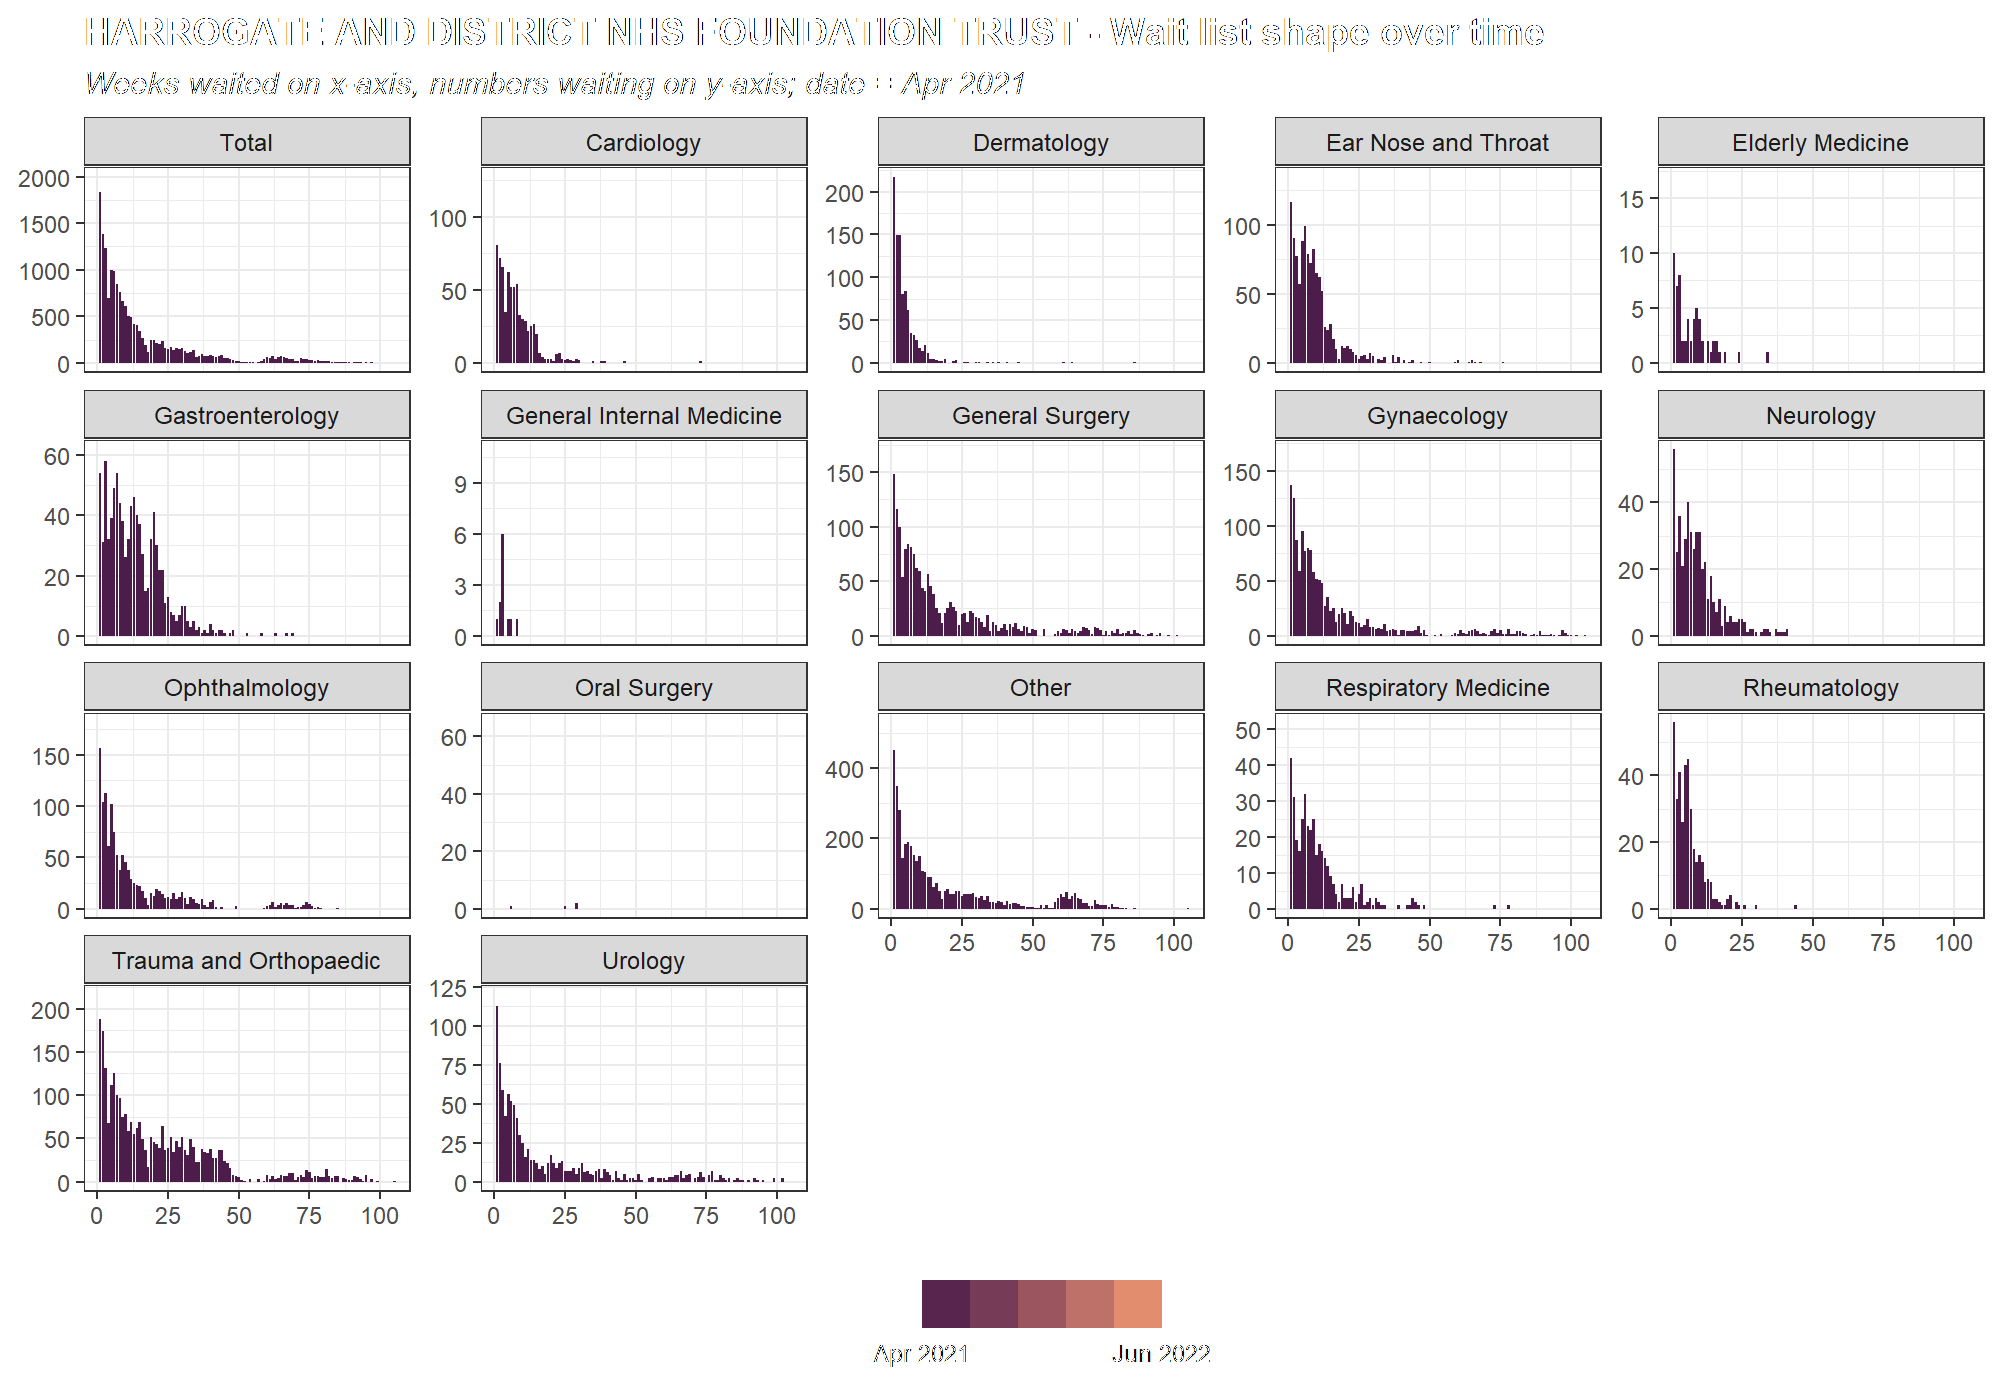 HARROGATE AND DISTRICT NHS FOUNDATION TRUST - Wait list shape over time
Weeks waited on x-axis, numbers waiting on y-axis; date = Apr 2021
Total Cardiology Dermatology Ear Nose and Throat Elderly Medicine
2000 1500 1000 500 0
100 50 0
200 150 100 50 0
100 50 0
15 10 5 0
Gastroenterology General Internal Medicine General Surgery Gynaecology Neurology
60 40 20 0
9 6 3 0
150 100 50 0
150 100 50 0
40 20 0
Ophthalmology Oral Surgery Other Respiratory Medicine Rheumatology
150 100 50 0
60 40 20 0
400 200 0
50 40 30 20 10 0
40 20 0
0 25 50 75 100
0 25 50 75 100
0 25 50 75 100
Trauma and Orthopaedic Urology
200 150 100 50 0
125 100 75 50 25 0
0 25 50 75 100
0 25 50 75 100
Apr 2021 Jun 2022